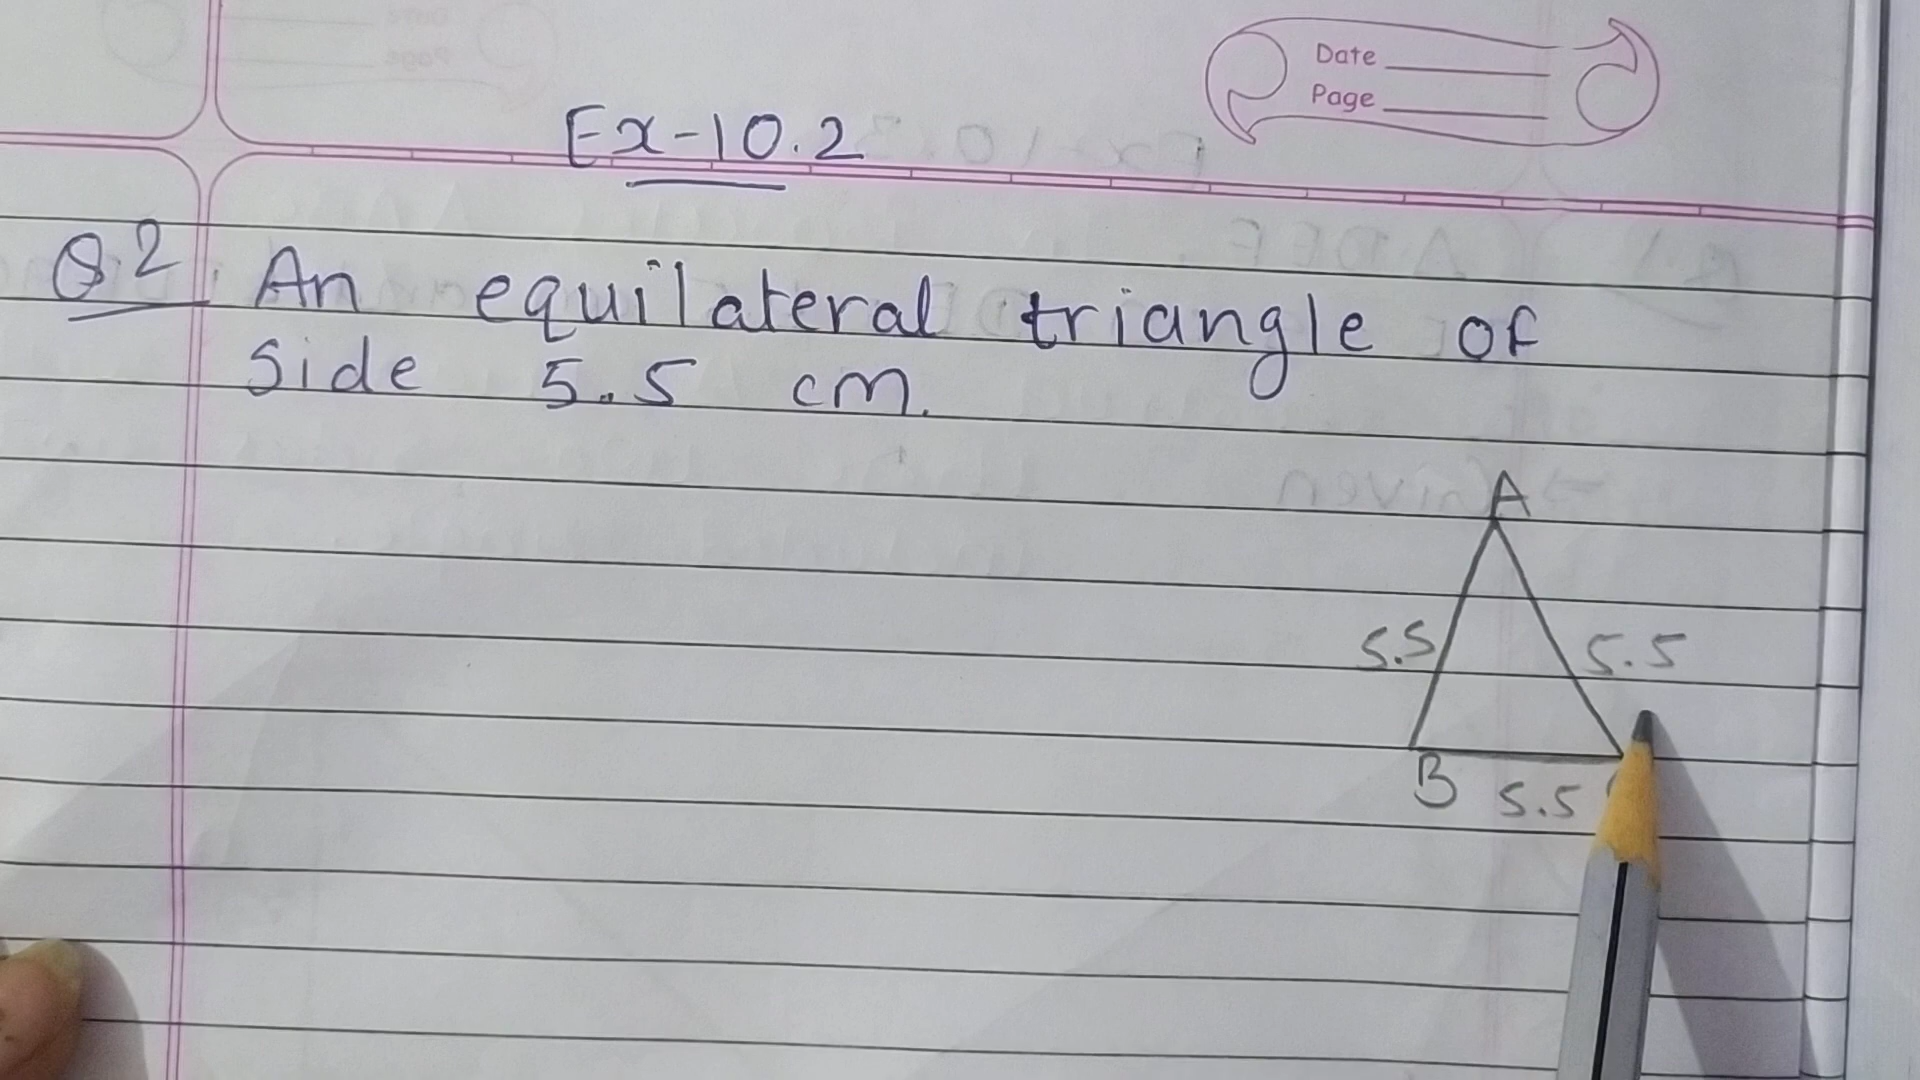 Date
Page
Ex-10.2
Q2 An equilateral triangle of
side 5.5 cm.
A
5.5 5.5
B 5.5